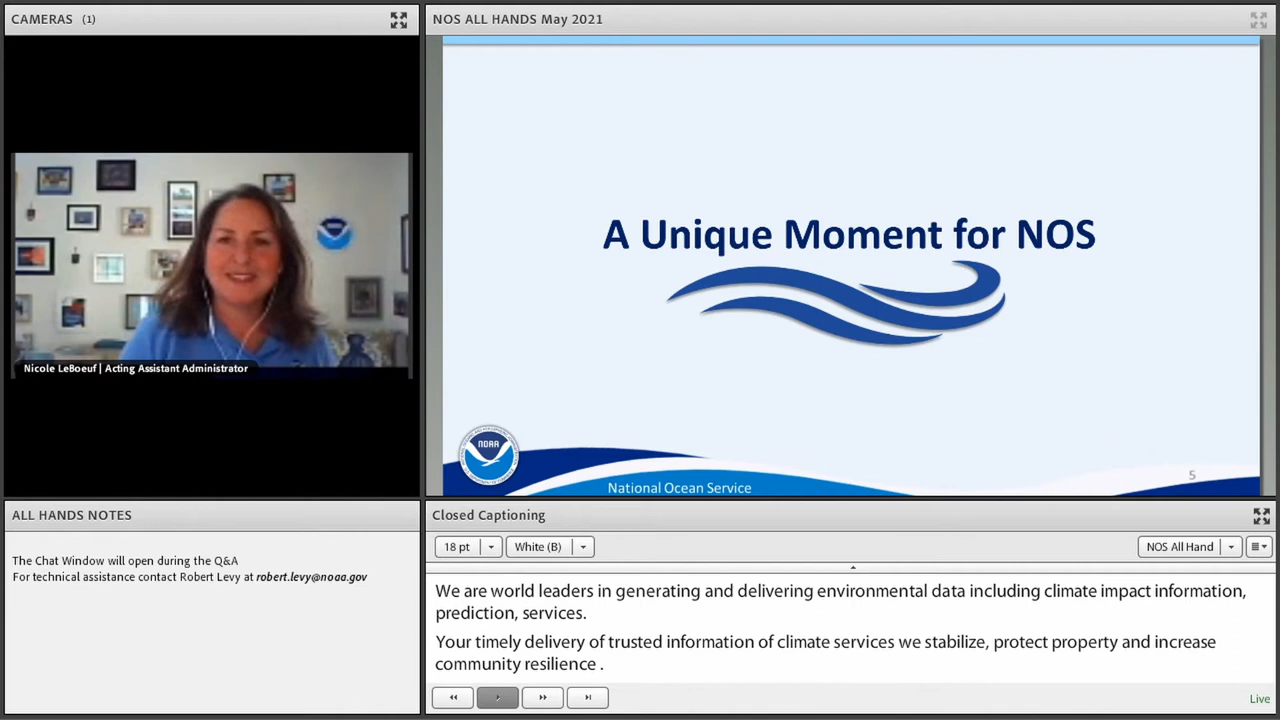 CAMERAS (1)
Nicole LeBoeuf | Acting Assistant Administrator
NOS ALL HANDS May 2021
A Unique Moment for NOS
NOAA
National Ocean Service
5
ALL HANDS NOTES
The Chat Window will open during the Q&A
For technical assistance contact Robert Levy at robert.levy@noaa.gov
Closed Captioning
18 pt
White (B)
NOS All Hand
We are world leaders in generating and delivering environmental data including climate impact information,
prediction, services.
Your timely delivery of trusted information of climate services we stabilize, protect property and increase
community resilience .
Live